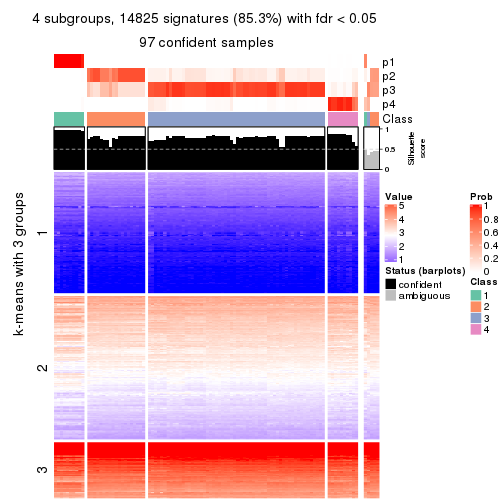 4 subgroups, 14825 signatures (85.3%) with fdr < 0.05
97 confident samples
p1
p2
p3
p4
Class
1
0.5
0
Silhouette
score
k-means with 3 groups
1
2
3
Value
5
4
3
2
1
Status (barplots)
confident
ambiguous
Prob
1
0.8
0.6
0.4
0.2
0
Class
1
2
3
4